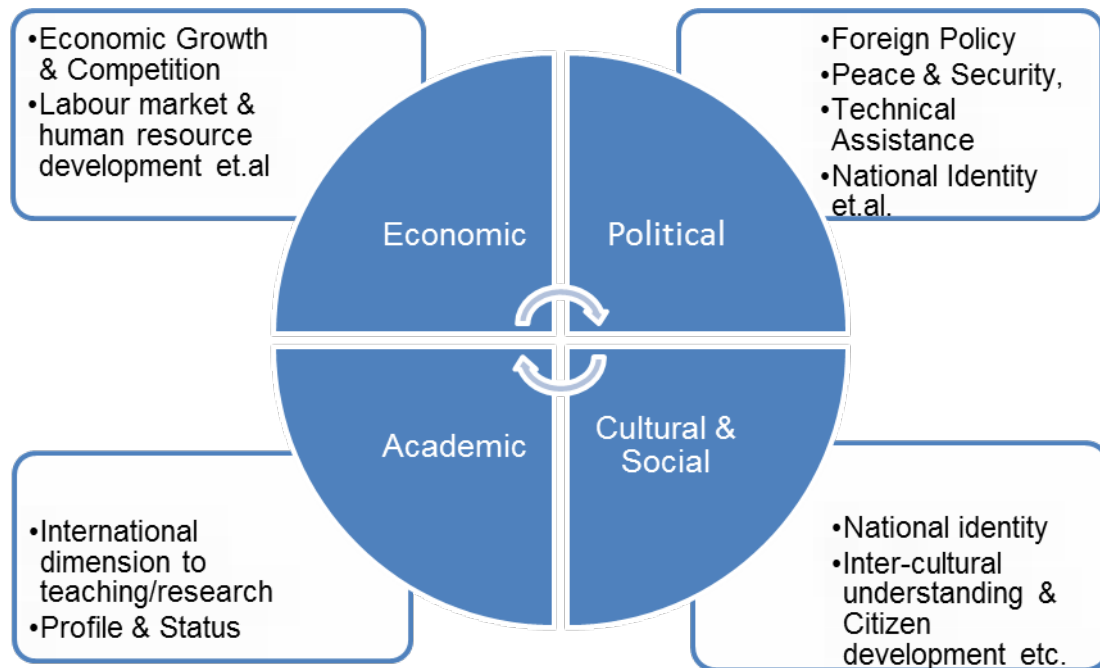 •Economic Growth
& Competition
•Labour market &
human resource
development et.al
•Foreign Policy
•Peace & Security,
•Technical
Assistance
•National Identity
et.al.
Economic
Political
Academic
Cultural &
Social
•International
dimension to
teaching/research
•Profile & Status
•National identity
•Inter-cultural
understanding &
Citizen
development etc.